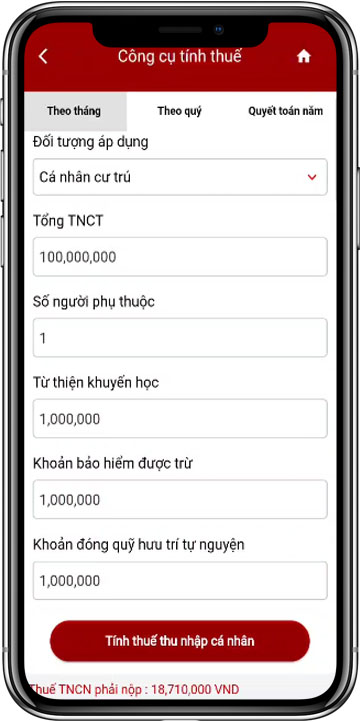 Công cụ tính thuế
Theo tháng Theo quý Quyết toán năm
Đối tượng áp dụng
Cá nhân cư trú
Tổng TNCT
100,000,000
Số người phụ thuộc
1
Từ thiện khuyến học
1,000,000
Khoản bảo hiểm được trừ
1,000,000
Khoản đóng quỹ hưu trí tự nguyện
1,000,000
Tính thuế thu nhập cá nhân
Thuế TNCN phải nộp : 18,710,000 VND